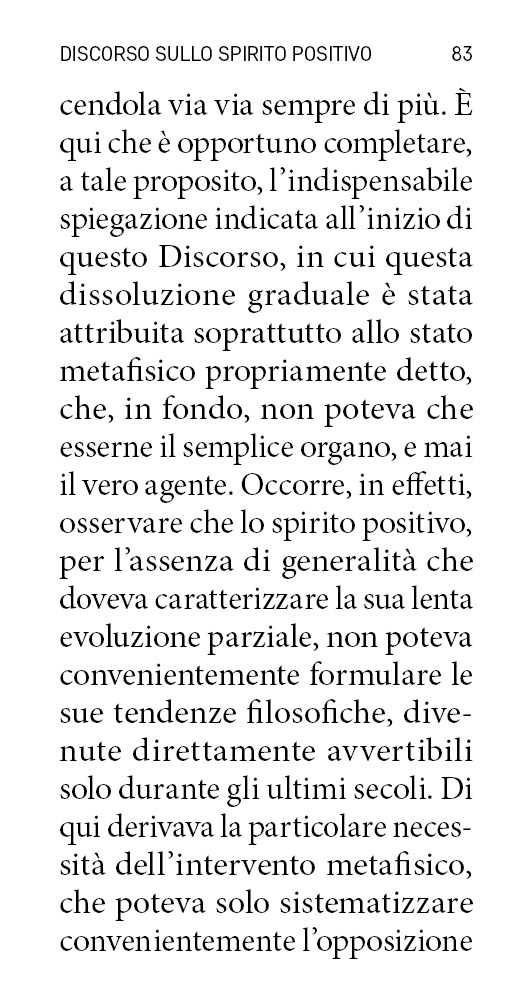 DISCORSO SULLO SPIRITO POSITIVO 83
cendola via via sempre di più. È
qui che è opportuno completare,
a tale proposito, l’indispensabile
spiegazione indicata all’inizio di
questo Discorso, in cui questa
dissoluzione graduale è stata
attribuita soprattutto allo stato
metafisico propriamente detto,
che, in fondo, non poteva che
esserne il semplice organo, e mai
il vero agente. Occorre, in effetti,
osservare che lo spirito positivo,
per l’assenza di generalità che
doveva caratterizzare la sua lenta
evoluzione parziale, non poteva
convenientemente formulare le
sue tendenze filosofiche, dive-
nute direttamente avvertibili
solo durante gli ultimi secoli. Di
qui derivava la particolare neces-
sità dell’intervento metafisico,
che poteva solo sistematizzare
convenientemente l’opposizione